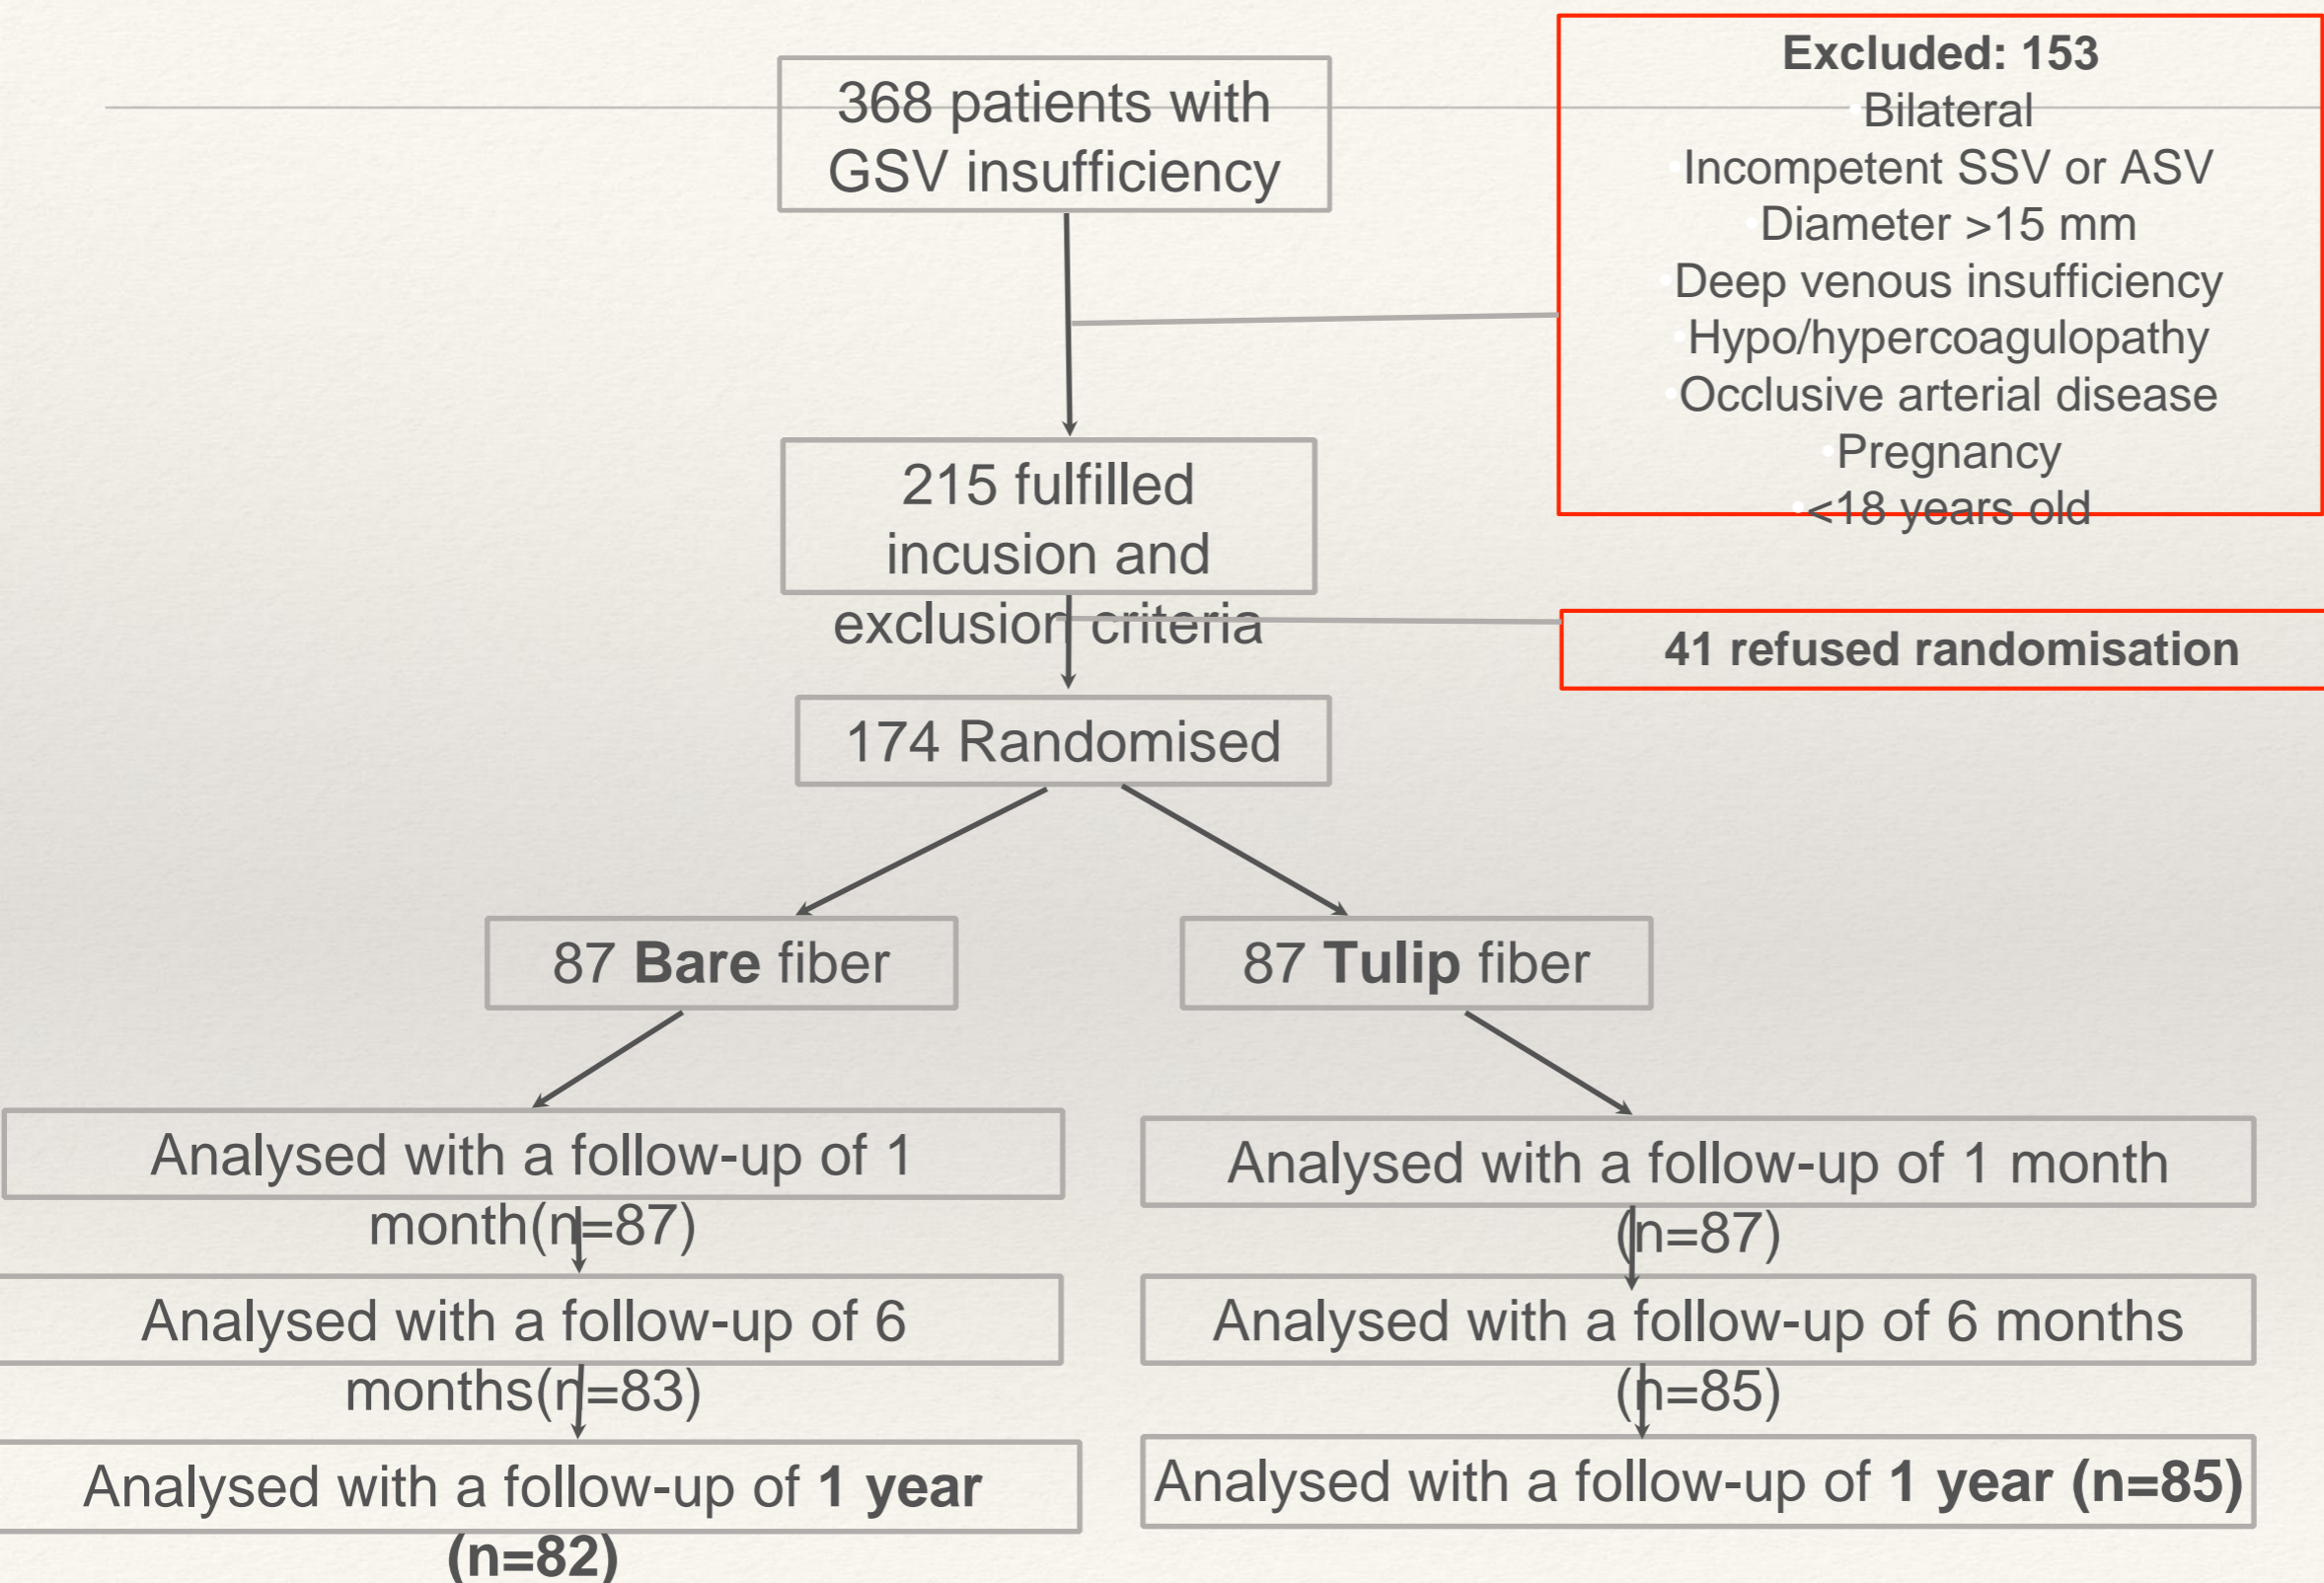 368 patients with
GSV insufficiency
Excluded: 153
•Bilateral
•Incompetent SSV or ASV
•Diameter >15 mm
•Deep venous insufficiency
•Hypo/hypercoagulopathy
•Occlusive arterial disease
•Pregnancy
•<18 years old
215 fulfilled
incusion and
exclusion criteria
41 refused randomisation
174 Randomised
87 Bare fiber
87 Tulip fiber
Analysed with a follow-up of 1
month(n=87)
Analysed with a follow-up of 1 month
(n=87)
Analysed with a follow-up of 6
months(n=83)
Analysed with a follow-up of 6 months
(n=85)
Analysed with a follow-up of 1 year
(n=82)
Analysed with a follow-up of 1 year (n=85)